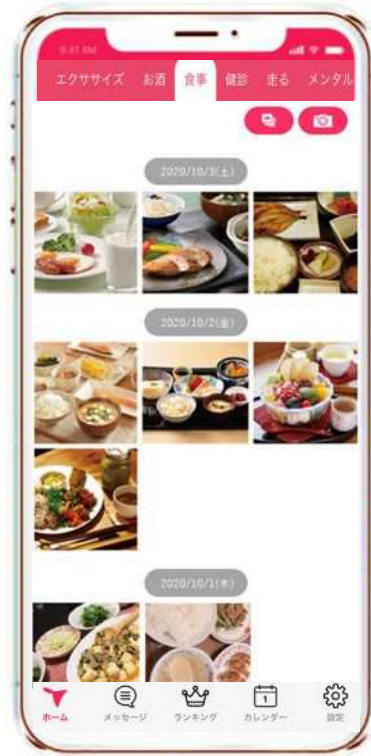 9:41 AM
エクササイズ お酒 食事 健診 走る メンタル
2020/10/3(土)
2020/10/2(金)
2020/10/1(木)
1
ホーム メッセージ ランキング カレンダー 設定